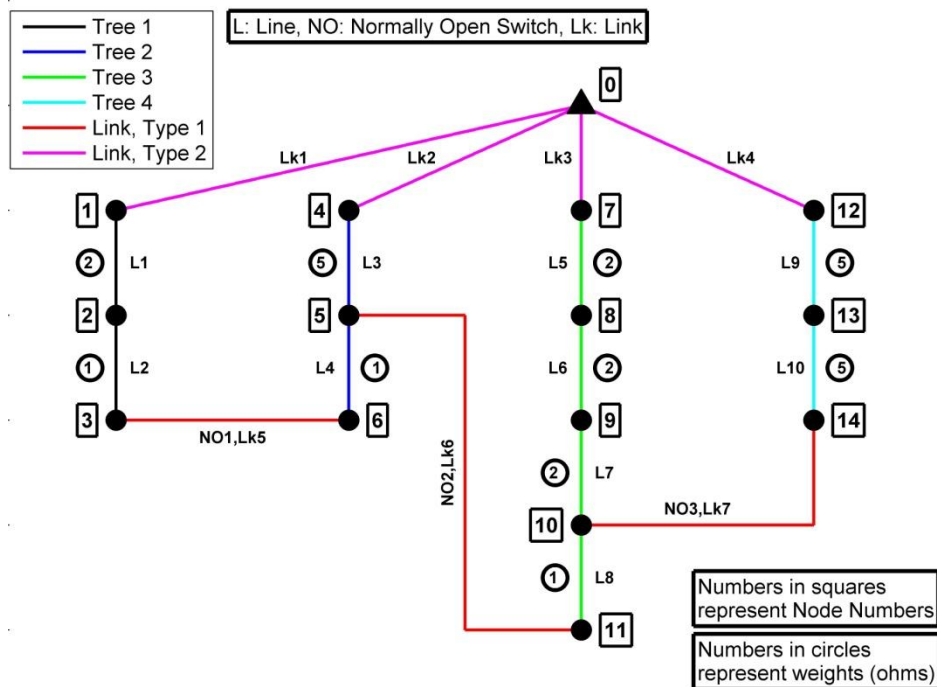 Tree 1
Tree 2
Tree 3
Tree 4
Link, Type 1
Link, Type 2
L: Line, NO: Normally Open Switch, Lk: Link
0
Lk1
Lk2
Lk3
Lk4
1
4
7
12
2
L1
5
L3
L5
2
L9
5
2
5
8
13
1
L2
L4
1
L6
2
L10
5
3
6
9
14
NO1,Lk5
NO2,Lk6
2
L7
NO3,Lk7
10
1
L8
11
Numbers in squares
represent Node Numbers
Numbers in circles
represent weights (ohms)